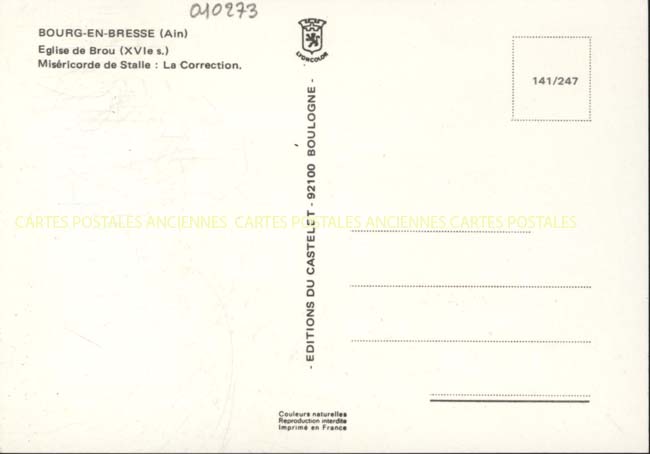 010273
BOURG-EN-BRESSE (Ain)
Eglise de Brou (XVIe s.)
Miséricorde de Stalle : La Correction.
LYONCOLOR
141/247
- EDITIONS DU CASTELET - 92100 BOULOGNE -
CARTES POSTALES ANCIENNES CARTES POSTALES ANCIENNES CARTES POSTALES
Couleurs naturelles
Reproduction interdite
Imprimé en France